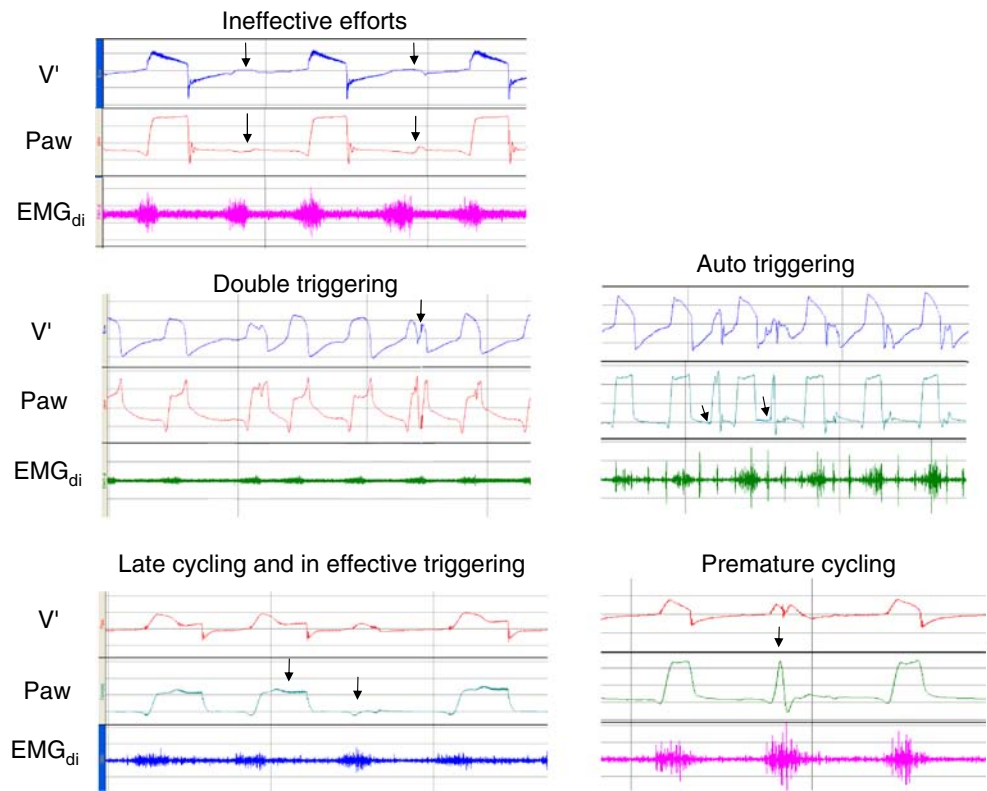 Ineffective efforts
V'
Paw
EMGdi
Double triggering
Auto triggering
V'
Paw
EMGdi
Late cycling and in effective triggering
Premature cycling
V'
Paw
EMGdi